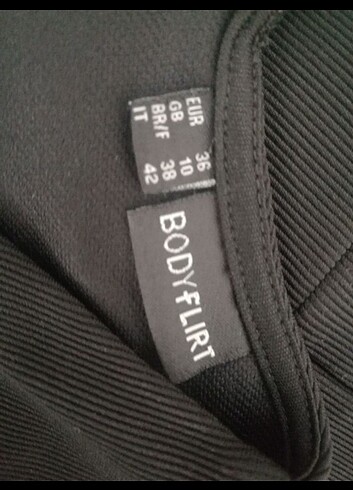 EUR 36
GB 10
BR/F 38
IT 42
BODYFLIRT